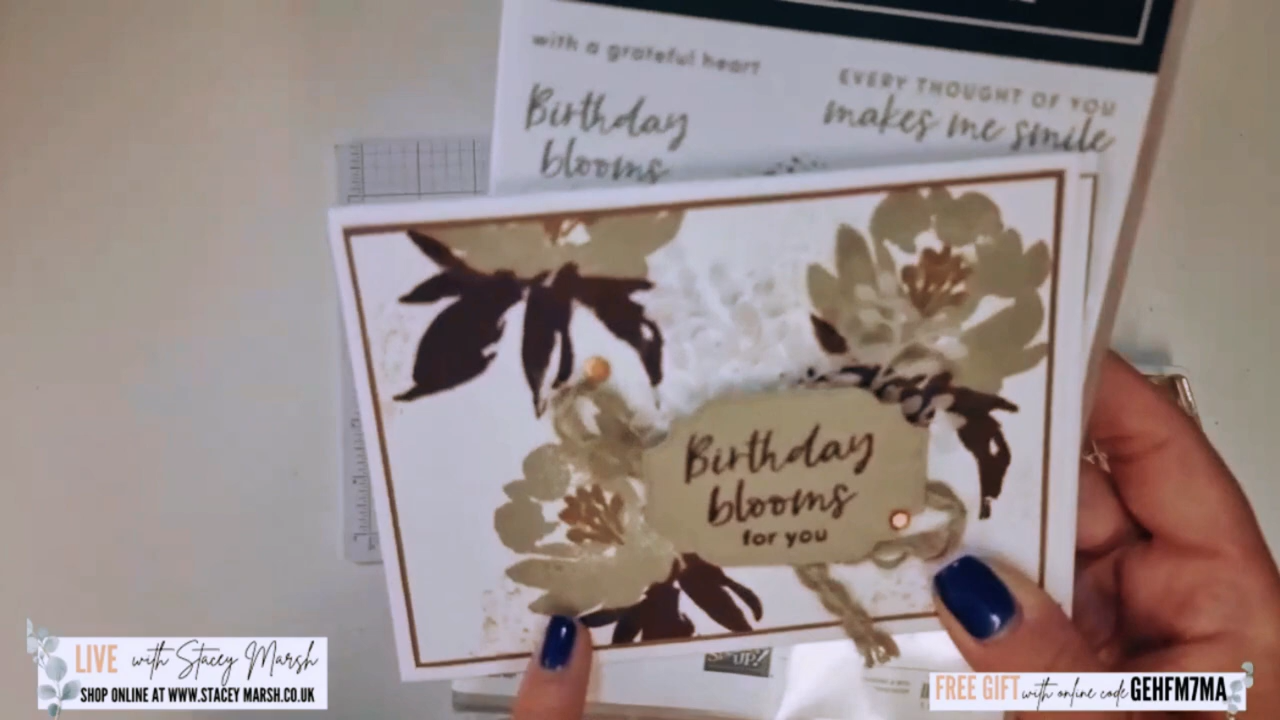 with a grateful heart
EVERY THOUGHT OF YOU
makes me smile
Birthday
blooms
Birthday
blooms
for you
UP!
LIVE with Stacey Marsh
SHOP ONLINE AT WWW.STACEY MARSH.CO.UK
FREE GIFT with online code GEHFM7MA